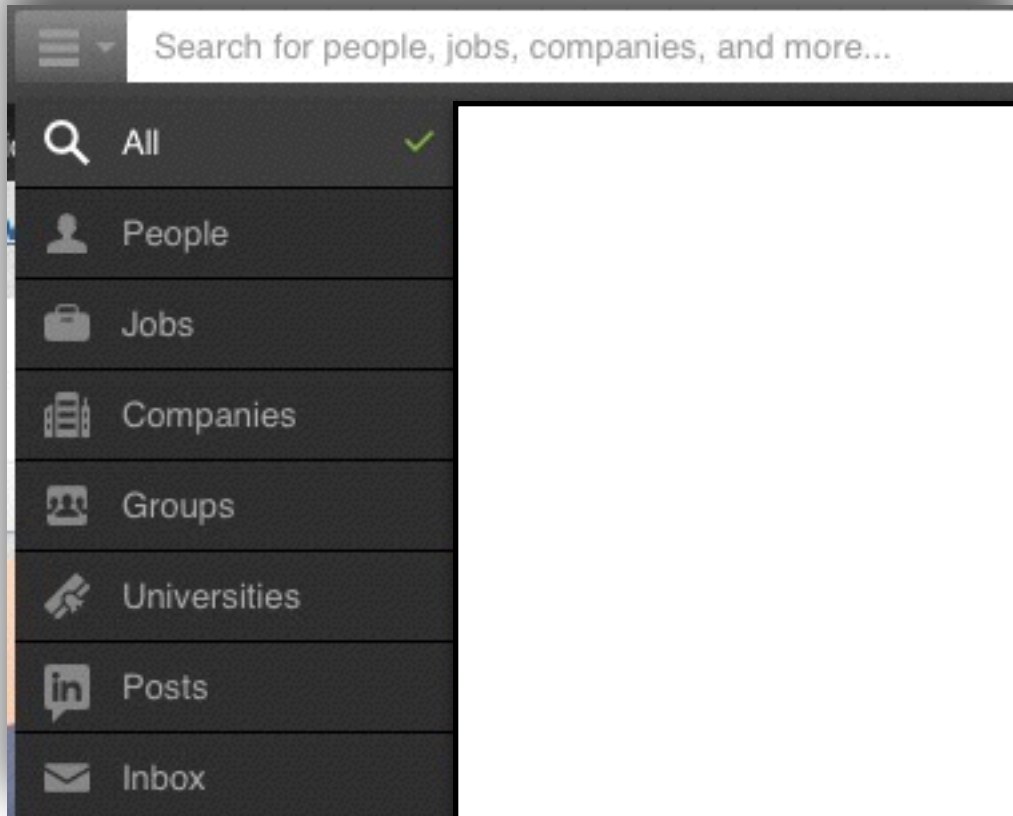 Search for people, jobs, companies, and more...
All
People
Jobs
Companies
Groups
Universities
in Posts
Inbox